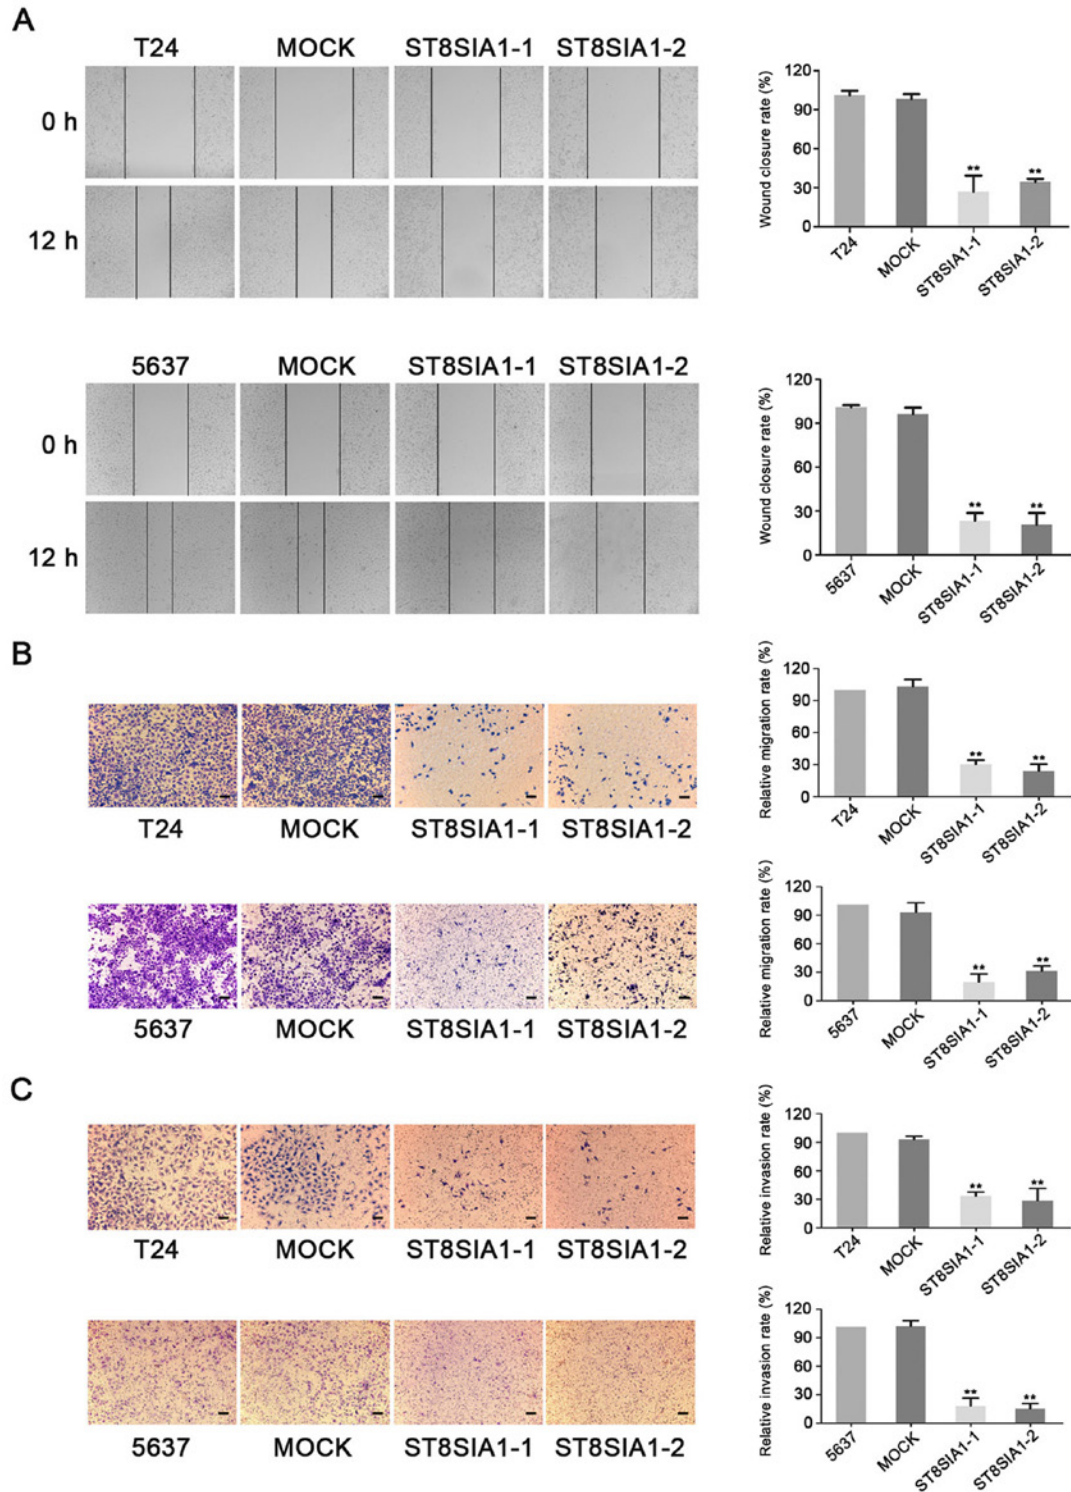 A
T24 MOCK ST8SIA1-1 ST8SIA1-2
0 h
12 h
Wound closure rate (%)
120
90
60
30
0
T24 MOCK ST8SIA1-1 ST8SIA1-2
** **
5637 MOCK ST8SIA1-1 ST8SIA1-2
0 h
12 h
Wound closure rate (%)
120
90
60
30
0
5637 MOCK ST8SIA1-1 ST8SIA1-2
** **
B
T24 MOCK ST8SIA1-1 ST8SIA1-2
Relative migration rate (%)
120
90
60
30
0
T24 MOCK ST8SIA1-1 ST8SIA1-2
** **
5637 MOCK ST8SIA1-1 ST8SIA1-2
Relative migration rate (%)
120
90
60
30
0
5637 MOCK ST8SIA1-1 ST8SIA1-2
** **
C
T24 MOCK ST8SIA1-1 ST8SIA1-2
Relative invasion rate (%)
120
90
60
30
0
T24 MOCK ST8SIA1-1 ST8SIA1-2
** **
5637 MOCK ST8SIA1-1 ST8SIA1-2
Relative invasion rate (%)
120
90
60
30
0
5637 MOCK ST8SIA1-1 ST8SIA1-2
** **